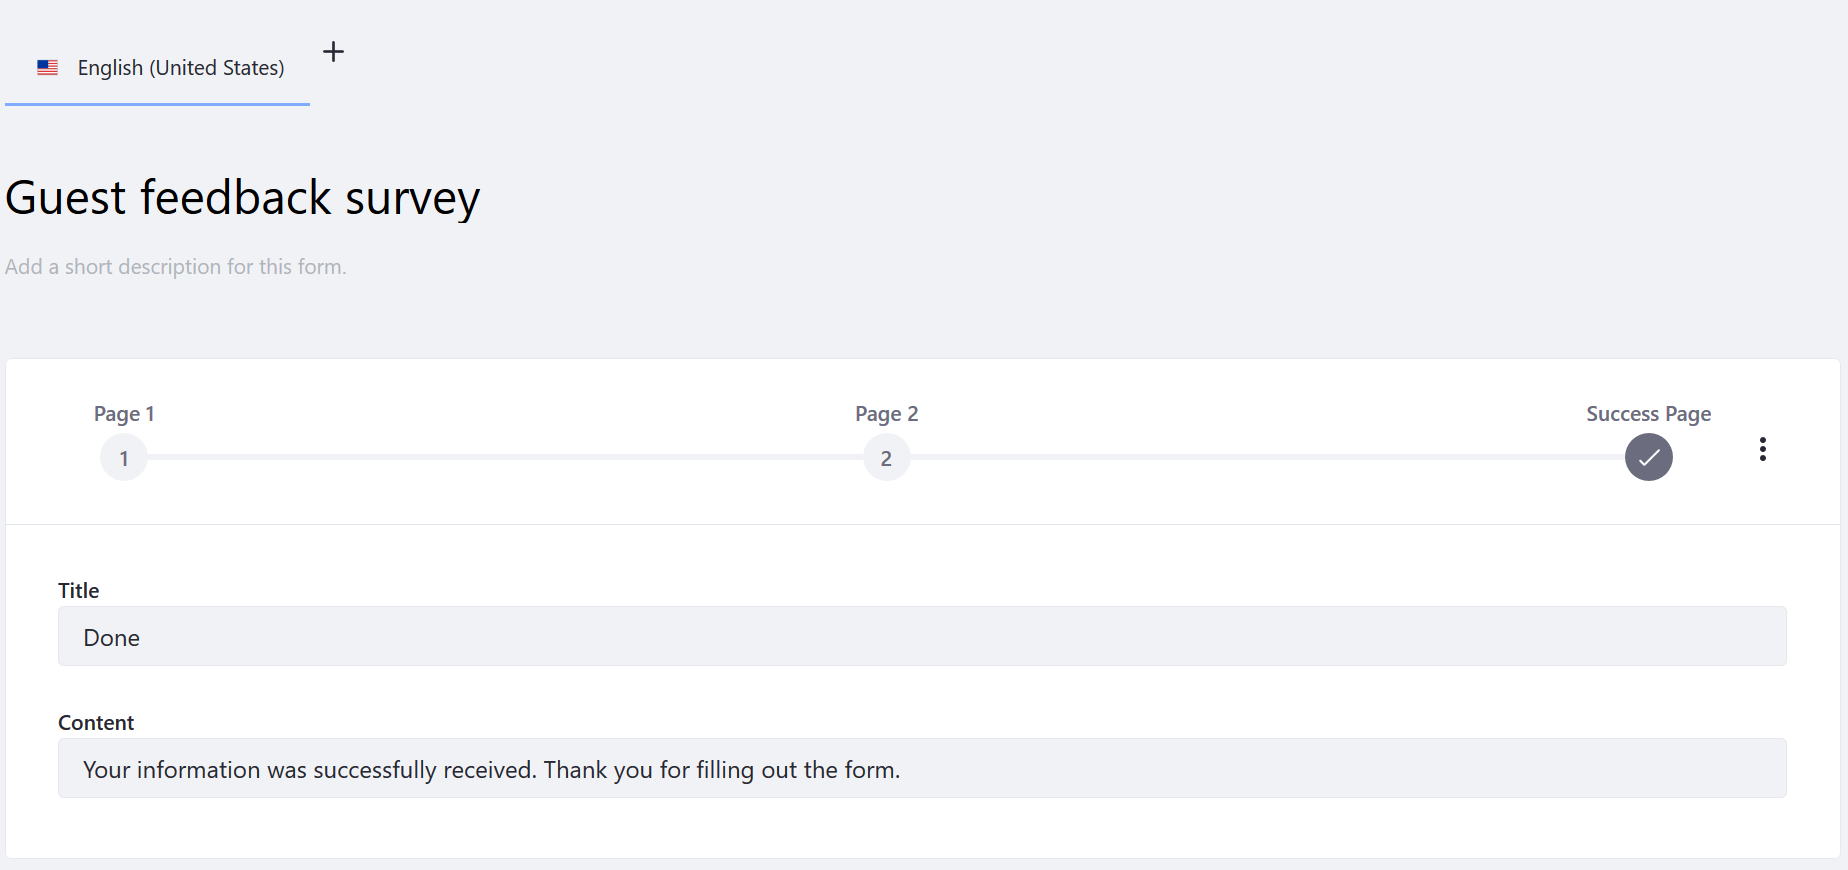 English (United States)
Guest feedback survey
Add a short description for this form.
Page 1
Page 2
Success Page
1
2
Title
Done
Content
Your information was successfully received. Thank you for filling out the form.